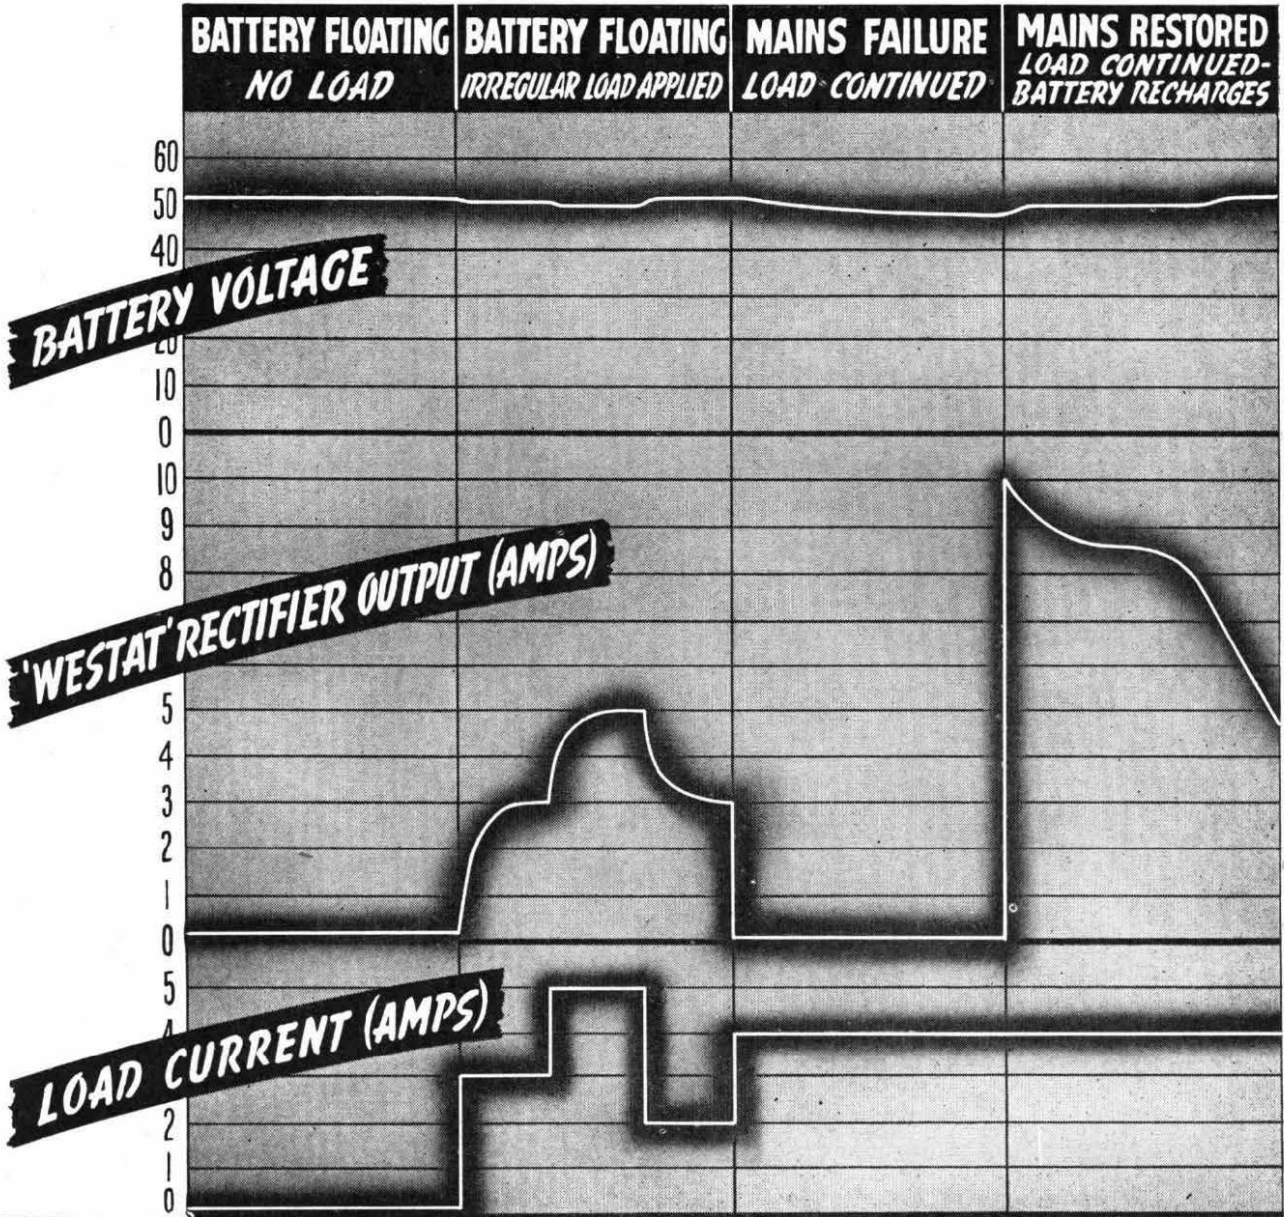 BATTERY FLOATING
NO LOAD
BATTERY FLOATING
IRREGULAR LOAD APPLIED
MAINS FAILURE
LOAD CONTINUED
MAINS RESTORED
LOAD CONTINUED-
BATTERY RECHARGES
60
50
40
BATTERY VOLTAGE
20
10
0
10
9
8
'WESTAT' RECTIFIER OUTPUT (AMPS)
5
4
3
2
1
0
5
4
LOAD CURRENT (AMPS)
2
1
0